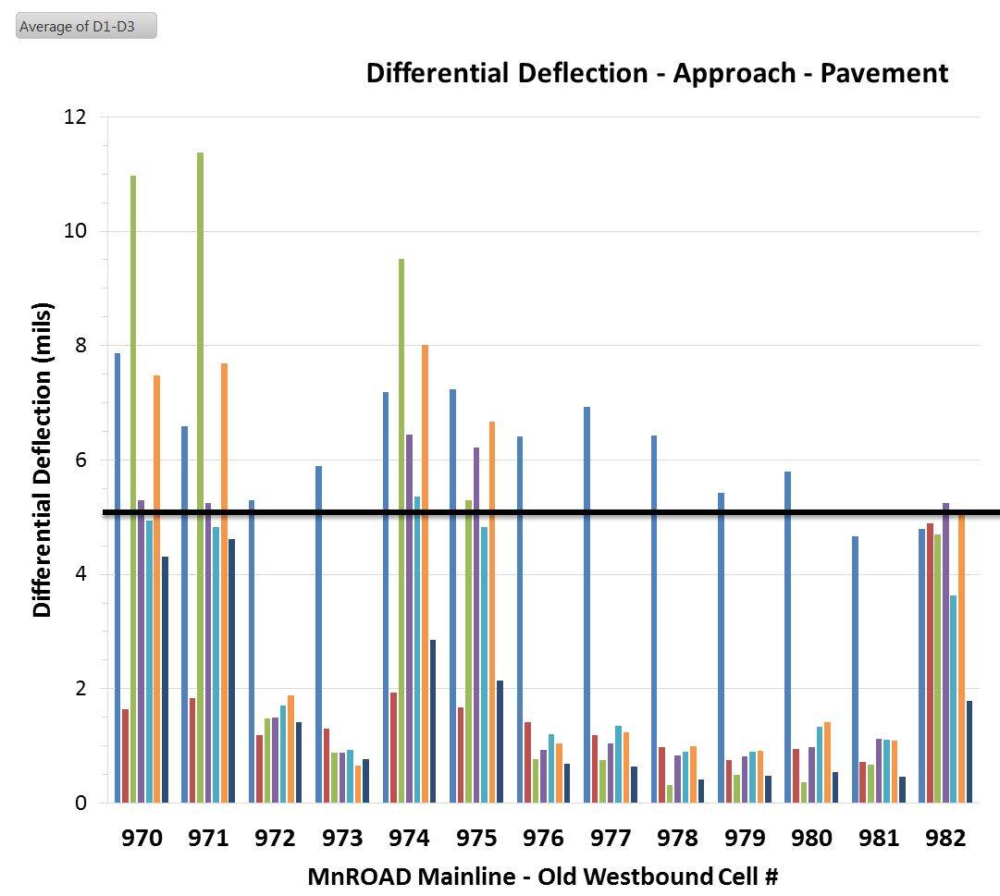 Average of D1-D3
Differential Deflection - Approach - Pavement
Differential Deflection (mils)
12
10
8
6
4
2
0
970 971 972 973 974 975 976 977 978 979 980 981 982
MnROAD Mainline - Old Westbound Cell #